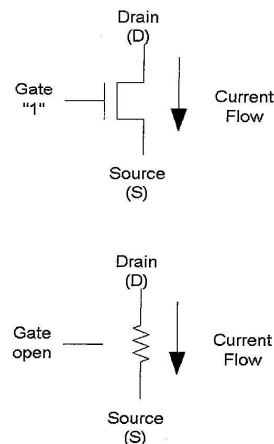 Drain
(D)
Gate
"1"
Current
Flow
Source
(S)
Drain
(D)
Gate
open
Current
Flow
Source
(S)